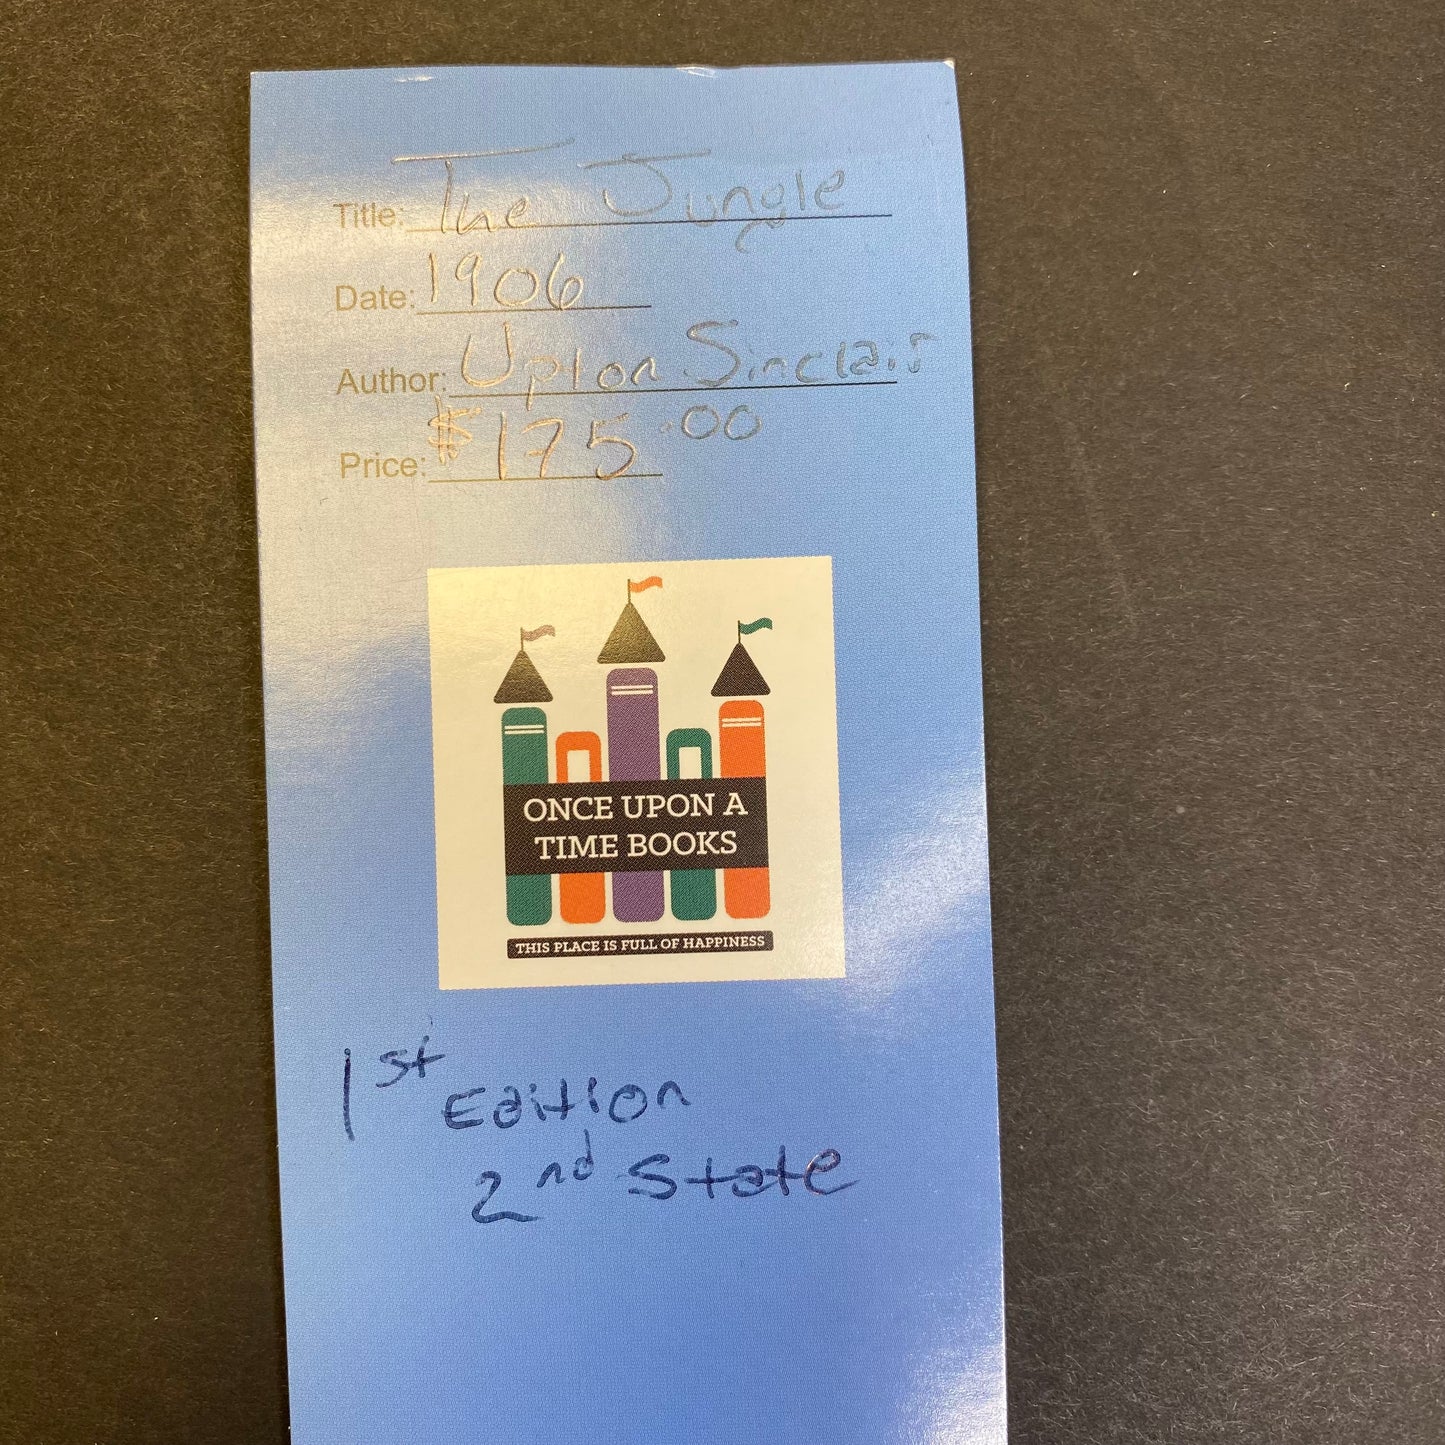 Title: The Jungle
Date: 1906
Author: Upton Sinclair
Price: $175.00
ONCE UPON A
TIME BOOKS
THIS PLACE IS FULL OF HAPPINESS
1st Edition
2nd State